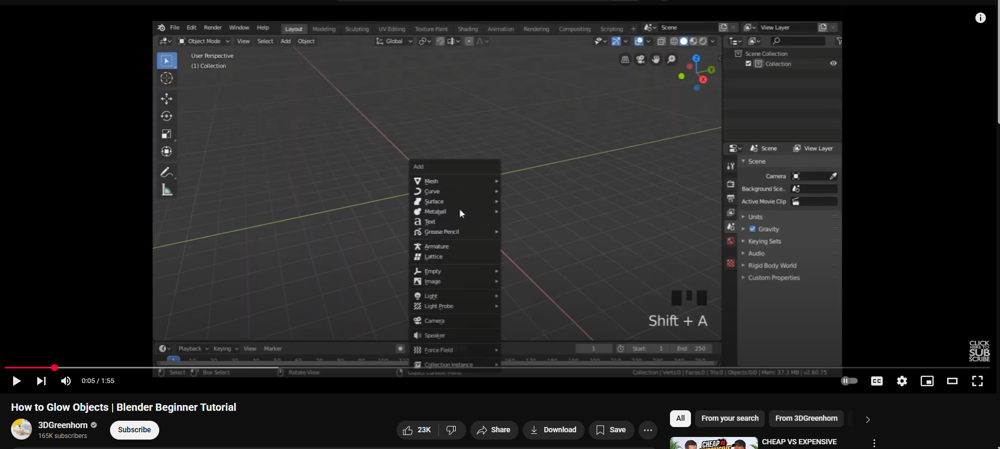 File Edit Render Window Help Layout Modeling Sculpting UV Editing Texture Paint Shading Animation Rendering Compositing Scripting + Scene View Layer
Object Mode View Select Add Object Global
User Perspective
(1) Collection
Scene Collection
Collection
Scene View Layer
Scene
Camera
Background Sce..
Active Movie Clip
Units
Gravity
Keying Sets
Audio
Rigid Body World
Custom Properties
Add
Mesh
Curve
Surface
Metaball
Text
Grease Pencil
Armature
Lattice
Empty
Image
Light
Light Probe
Camera
Speaker
Force Field
Collection Instance
Shift + A
Playback Keying View Marker 1 Start: 1 End: 250
Select Box Select Rotate View Object Context Menu Collection | Verts:0 | Faces:0 | Tris:0 | Objects:0/0 | Mem: 37.3 MB | v2.80.75
CLICK
HERE TO
SUB
SCRIBE
0:05 / 1:55
CC
How to Glow Objects | Blender Beginner Tutorial
3DGreenhorn
165K subscribers
Subscribe
23K Share Download Save
All From your search From 3DGreenhorn
CHEAP VS
CHEAP VS EXPENSIVE